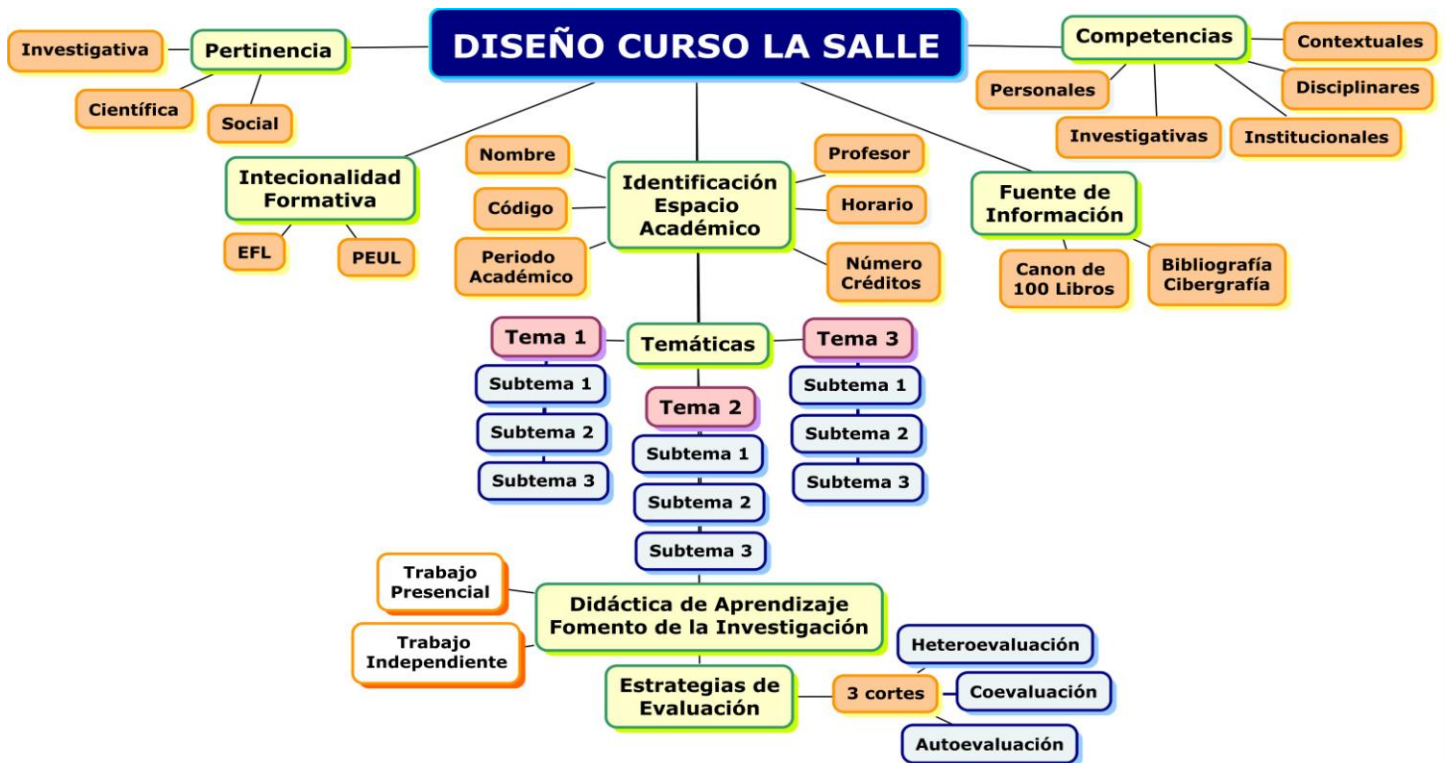 DISEÑO CURSO LA SALLE
Pertinencia
Investigativa
Científica
Social
Competencias
Contextuales
Disciplinares
Personales
Investigativas
Institucionales
Intecionalidad
Formativa
EFL
PEUL
Identificación
Espacio
Académico
Nombre
Código
Periodo
Académico
Profesor
Horario
Número
Créditos
Fuente de
Información
Canon de
100 Libros
Bibliografía
Cibergrafía
Temáticas
Tema 1
Subtema 1
Subtema 2
Subtema 3
Tema 2
Subtema 1
Subtema 2
Subtema 3
Tema 3
Subtema 1
Subtema 2
Subtema 3
Didáctica de Aprendizaje
Fomento de la Investigación
Trabajo
Presencial
Trabajo
Independiente
Estrategias de
Evaluación
3 cortes
Heteroevaluación
Coevaluación
Autoevaluación